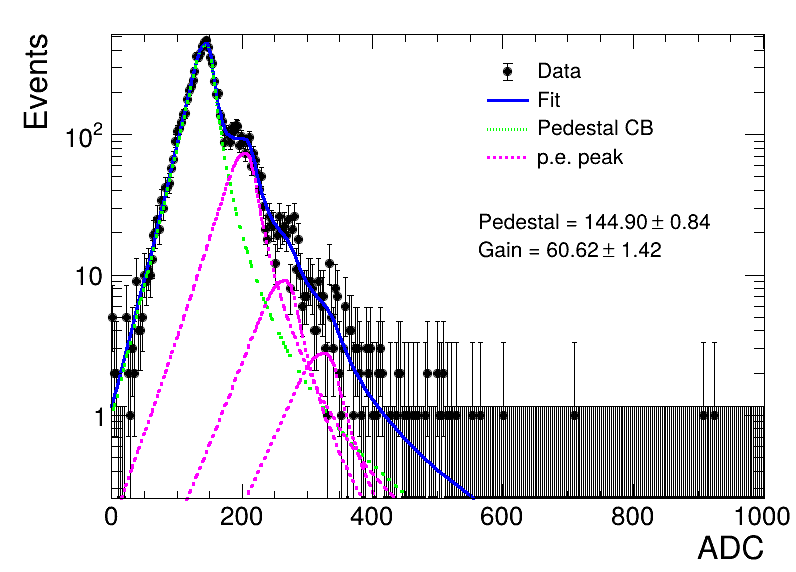 Events
Data
Fit
Pedestal CB
p.e. peak
Pedestal = 144.90 ± 0.84
Gain = 60.62 ± 1.42
10²
10
1
0 200 400 600 800 1000
ADC